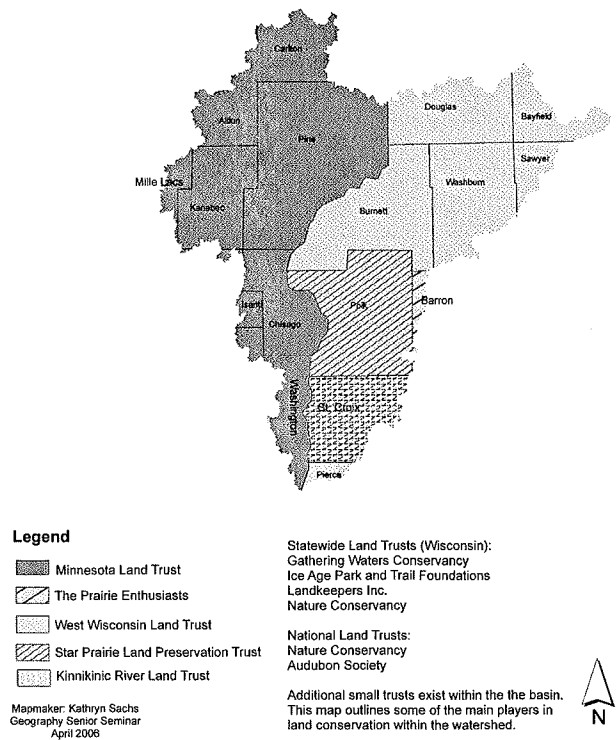 Carlton
Douglas
Bayfield
Aitkin
Pine
Sawyer
Mille Lacs
Washburn
Kanabec
Burnett
Isanti
Polk
Barron
Chisago
Washington
St. Croix
Pierce
Legend
Minnesota Land Trust
The Prairie Enthusiasts
West Wisconsin Land Trust
Star Prairie Land Preservation Trust
Kinnikinic River Land Trust
Mapmaker: Kathryn Sachs
Geography Senior Seminar
April 2006
Statewide Land Trusts (Wisconsin):
Gathering Waters Conservancy
Ice Age Park and Trail Foundations
Landkeepers Inc.
Nature Conservancy
National Land Trusts:
Nature Conservancy
Audubon Society
Additional small trusts exist within the the basin.
This map outlines some of the main players in
land conservation within the watershed.
N